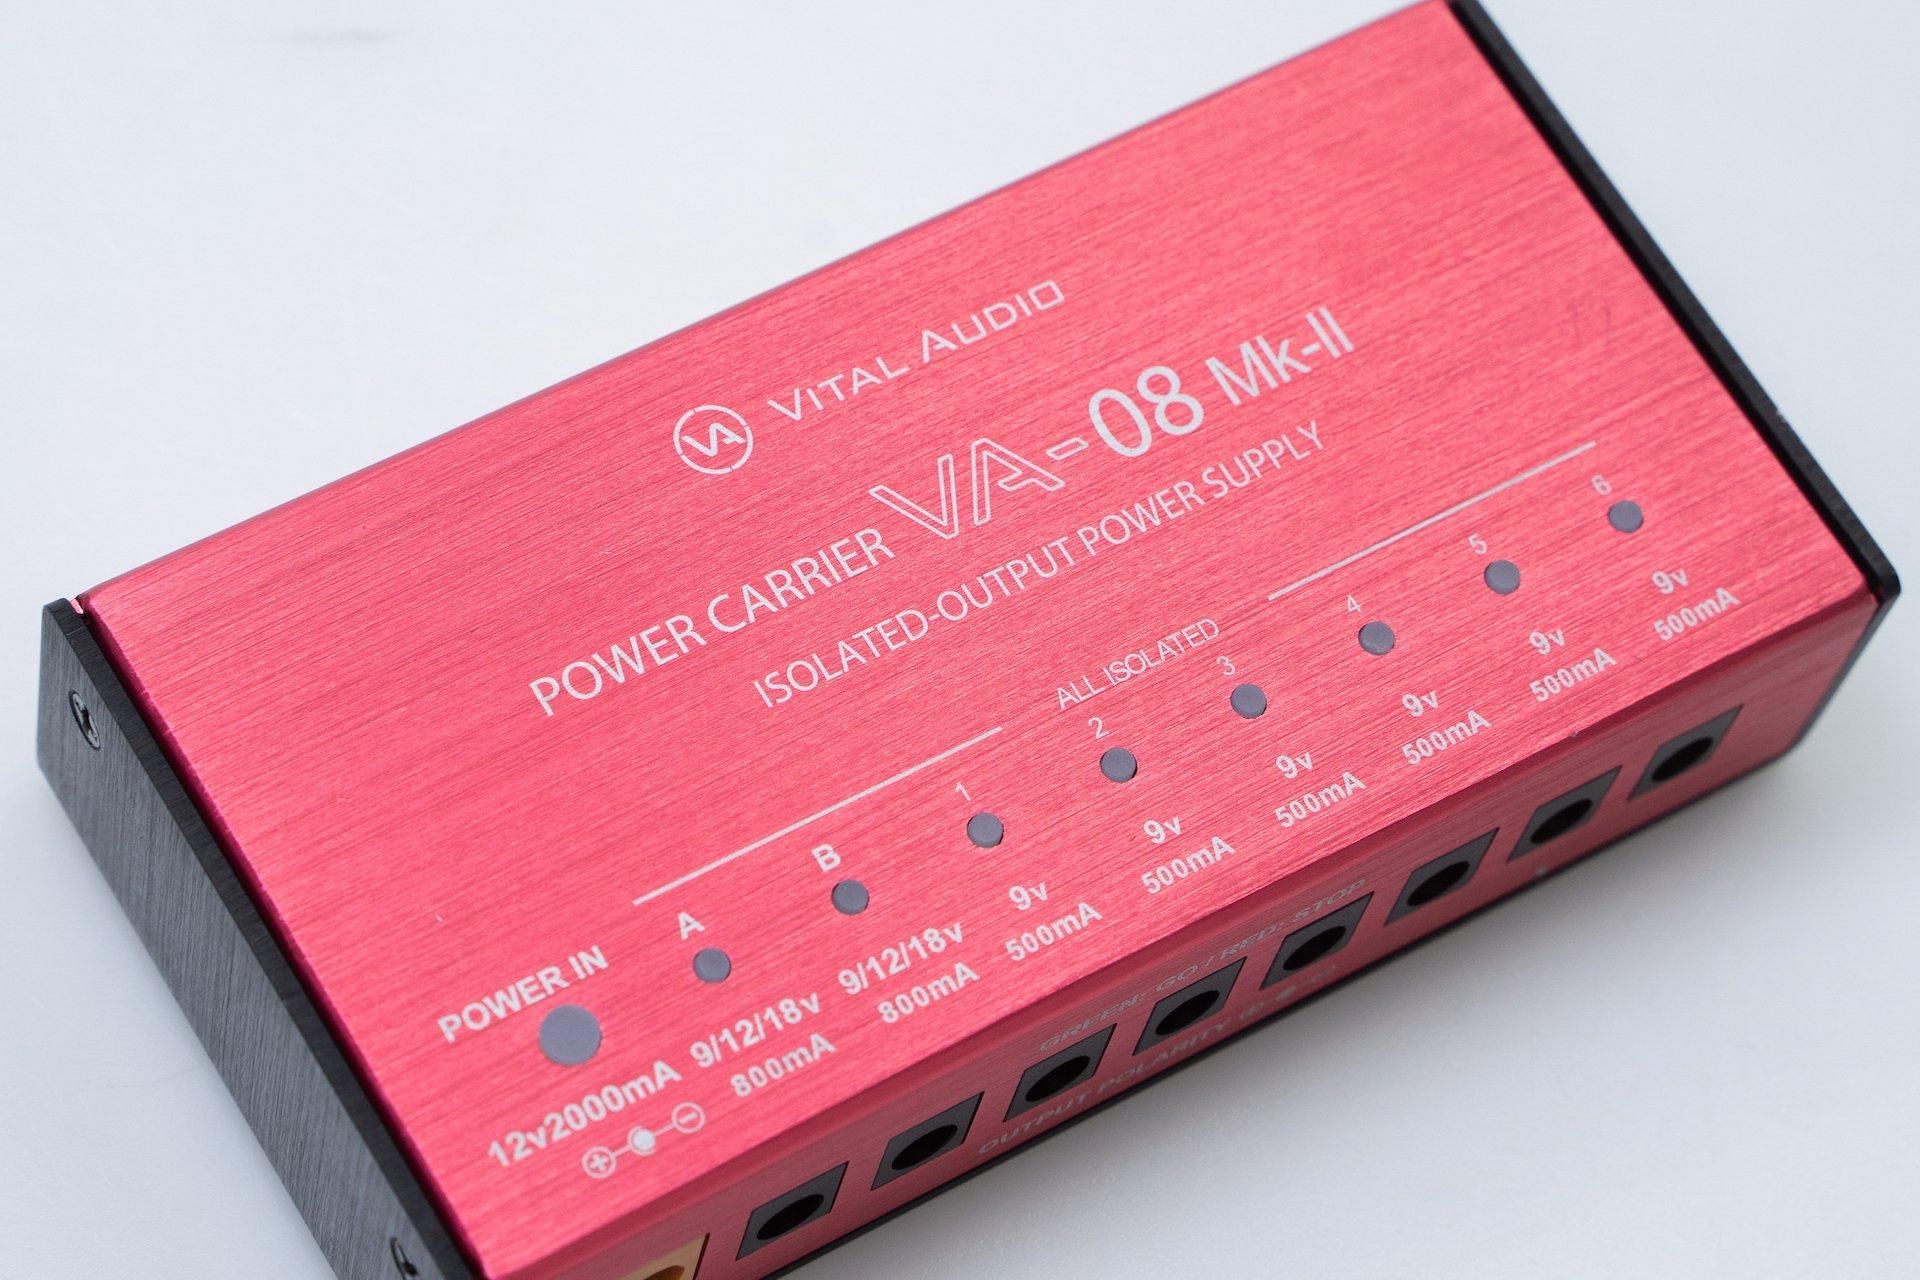 VA VITAL AUDIO
POWER CARRIER VA-08 Mk-II
ISOLATED-OUTPUT POWER SUPPLY
ALL ISOLATED
POWER IN A B 1 2 3 4 5 6
12v2000mA
9/12/18v 9/12/18v 9v 9v 9v 9v 9v 9v
800mA 800mA 500mA 500mA 500mA 500mA 500mA 500mA
GREEN: GO / RED: STOP
OUTPUT POLARITY